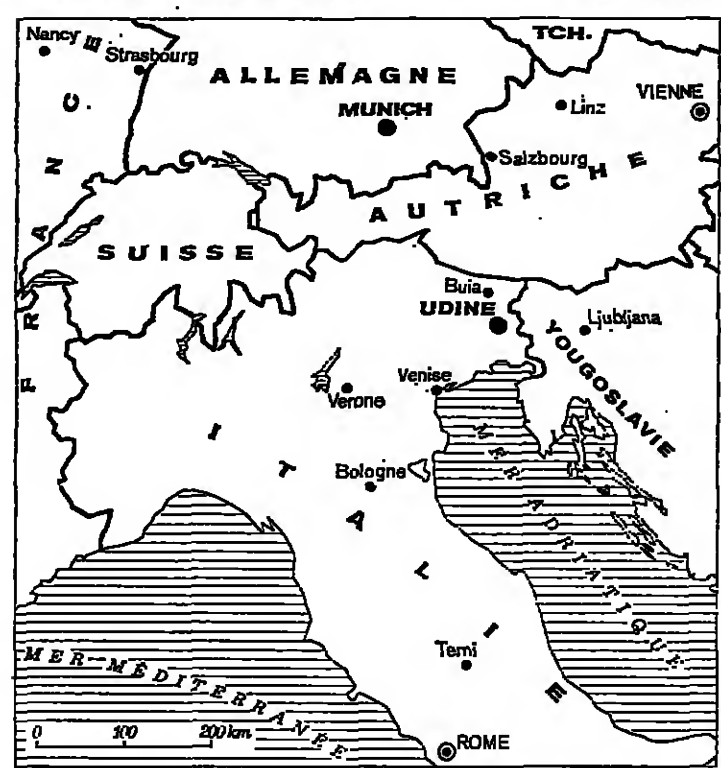 TCH.
Nancy
Strasbourg
ALLEMAGNE
MUNICH
Linz
VIENNE
Salzbourg
AUTRICHE
FRANCE
SUISSE
Buia
UDINE
Ljubljana
YOUGOSLAVIE
Venise
Verone
MER ADRIATIQUE
Bologne
ITALIE
Terni
MER MÉDITERRANÉE
0 100 200 km
ROME